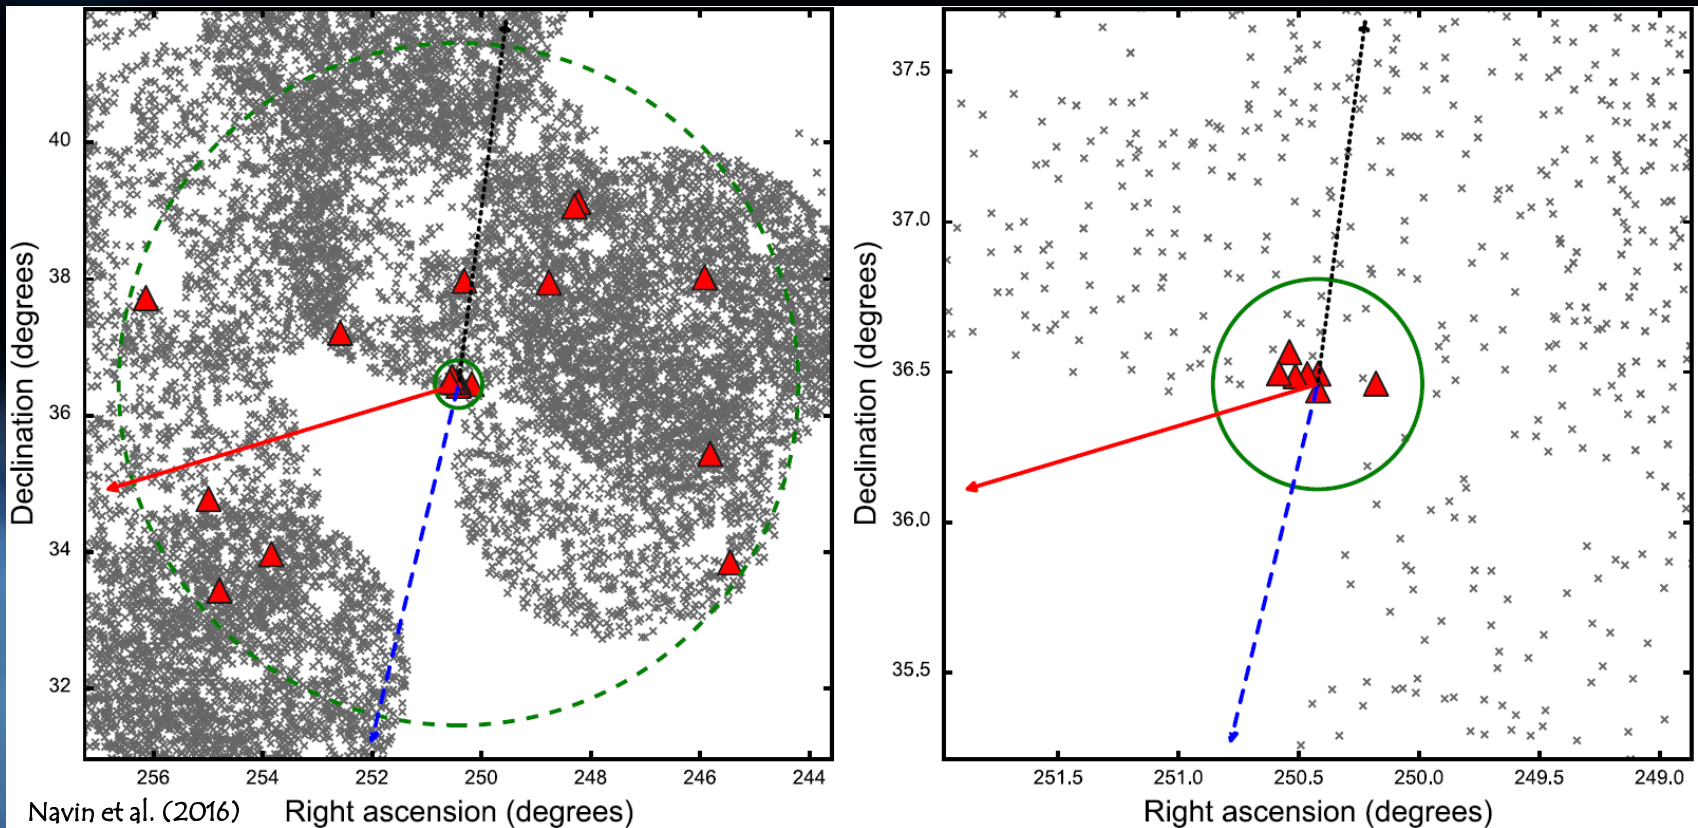 40
38
36
34
32
Declination (degrees)
256 254 252 250 248 246 244
Right ascension (degrees)
Navin et al. (2016)
37.5
37.0
36.5
36.0
35.5
Declination (degrees)
251.5 251.0 250.5 250.0 249.5 249.0
Right ascension (degrees)